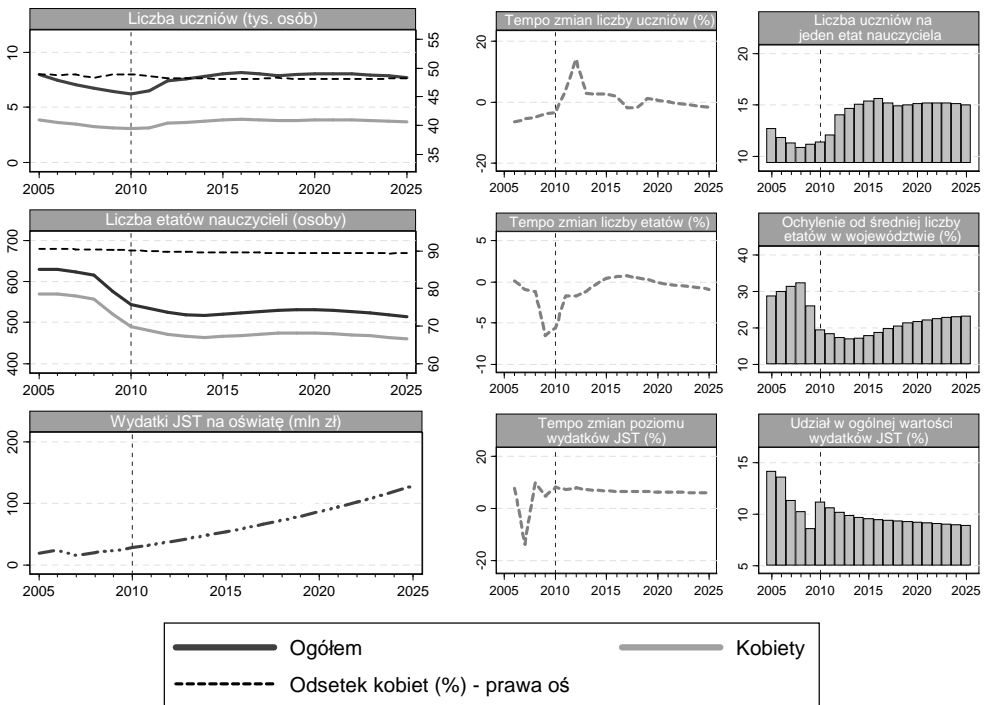 Liczba uczniów (tys. osób)
10
5
0
55
50
45
40
35
2005 2010 2015 2020 2025
Tempo zmian liczby uczniów (%)
20
0
-20
2005 2010 2015 2020 2025
Liczba uczniów na
jeden etat nauczyciela
20
15
10
2005 2010 2015 2020 2025
Liczba etatów nauczycieli (osoby)
700
600
500
400
90
80
70
60
2005 2010 2015 2020 2025
Tempo zmian liczby etatów (%)
5
0
-5
-10
2005 2010 2015 2020 2025
Ochylenie od średniej liczby
etatów w województwie (%)
40
30
20
10
2005 2010 2015 2020 2025
Wydatki JST na oświatę (mln zł)
200
100
0
2005 2010 2015 2020 2025
Tempo zmian poziomu
wydatków JST (%)
20
0
-20
2005 2010 2015 2020 2025
Udział w ogólnej wartości
wydatków JST (%)
15
10
5
2005 2010 2015 2020 2025
Ogółem
Kobiety
Odsetek kobiet (%) - prawa oś